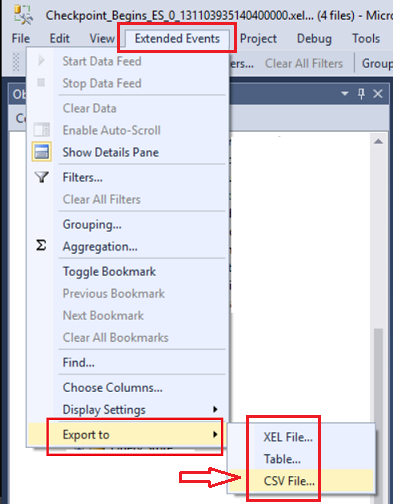 Checkpoint_Begins_ES_0_131103935140400000.xel... (4 files) - Micro
File Edit View Extended Events Project Debug Tools
Clear All Filters Group
Start Data Feed
Stop Data Feed
Clear Data
Enable Auto-Scroll
Show Details Pane
Filters...
Clear All Filters
Grouping...
Aggregation...
Toggle Bookmark
Previous Bookmark
Next Bookmark
Clear All Bookmarks
Find...
Choose Columns...
Display Settings
Export to
XEL File...
Table...
CSV File...